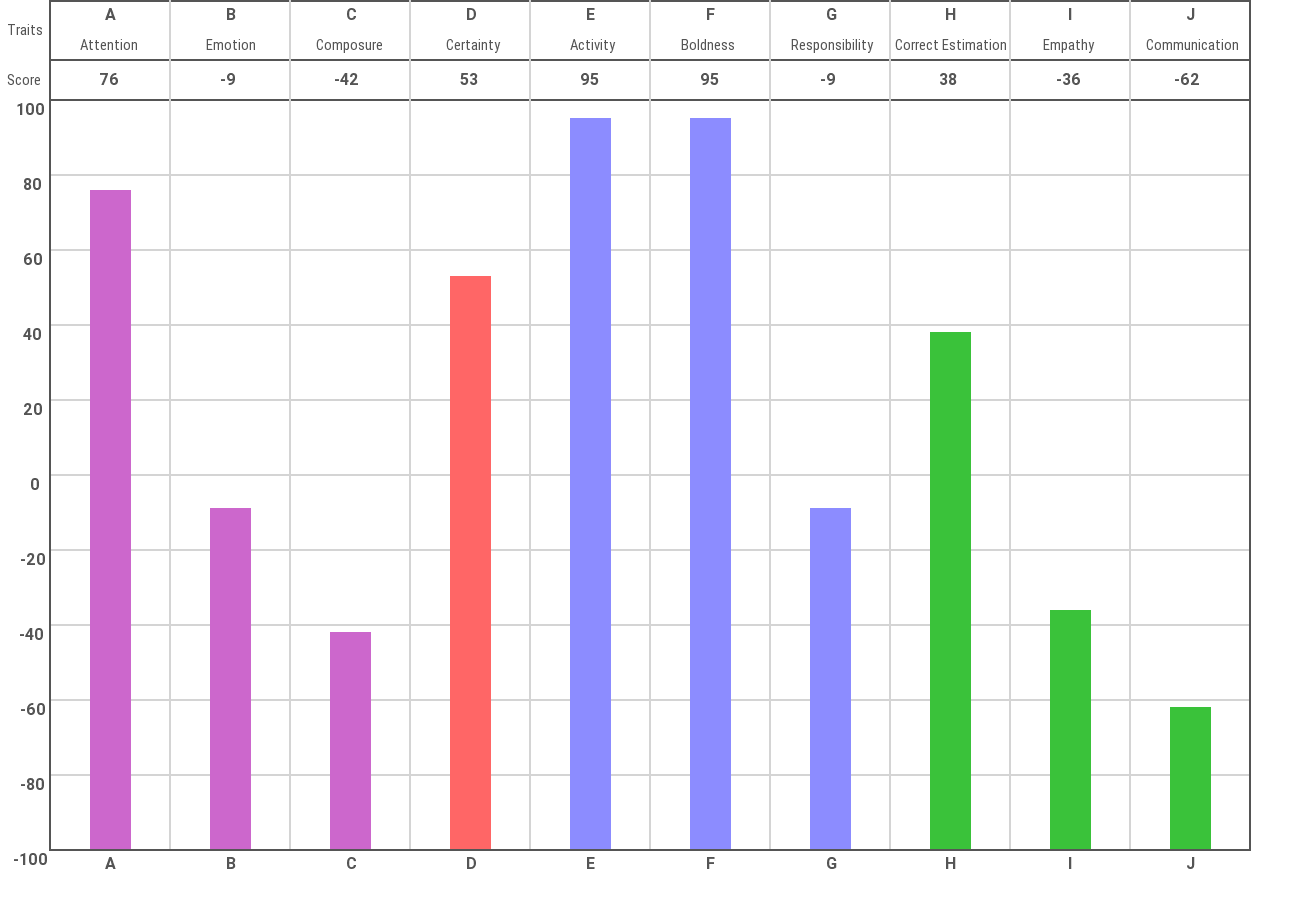 A B C D E F G H I J
Traits
Attention Emotion Composure Certainty Activity Boldness Responsibility Correct Estimation Empathy Communication
Score 76 -9 -42 53 95 95 -9 38 -36 -62
100
80
60
40
20
0
-20
-40
-60
-80
-100
A B C D E F G H I J